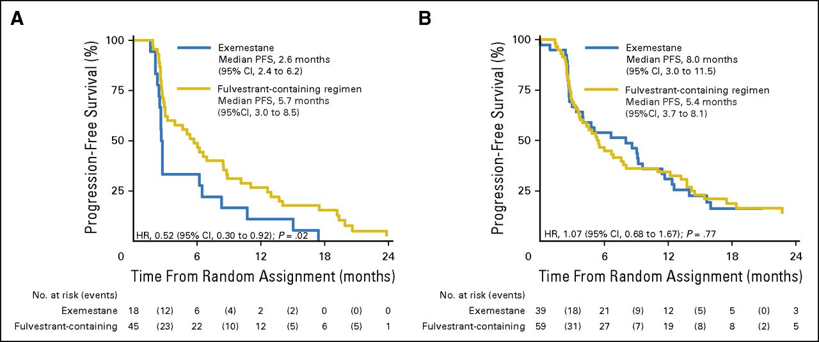 A
Progression-Free Survival (%)
100
75
50
25
0
6
12
18
24
Exemestane
Median PFS, 2.6 months
(95% CI, 2.4 to 6.2)
Fulvestrant-containing regimen
Median PFS, 5.7 months
(95%CI, 3.0 to 8.5)
HR, 0.52 (95% CI, 0.30 to 0.92); P = .02
Time From Random Assignment (months)
No. at risk (events)
Exemestane 18 (12) 6 (4) 2 (2) 0 (0) 0
Fulvestrant-containing 45 (23) 22 (10) 12 (5) 6 (5) 1
B
Progression-Free Survival (%)
100
75
50
25
0
6
12
18
24
Exemestane
Median PFS, 8.0 months
(95% CI, 3.0 to 11.5)
Fulvestrant-containing regimen
Median PFS, 5.4 months
(95%CI, 3.7 to 8.1)
HR, 1.07 (95% CI, 0.68 to 1.67); P = .77
Time From Random Assignment (months)
No. at risk (events)
Exemestane 39 (18) 21 (9) 12 (5) 5 (0) 3
Fulvestrant-containing 59 (31) 27 (7) 19 (8) 8 (2) 5